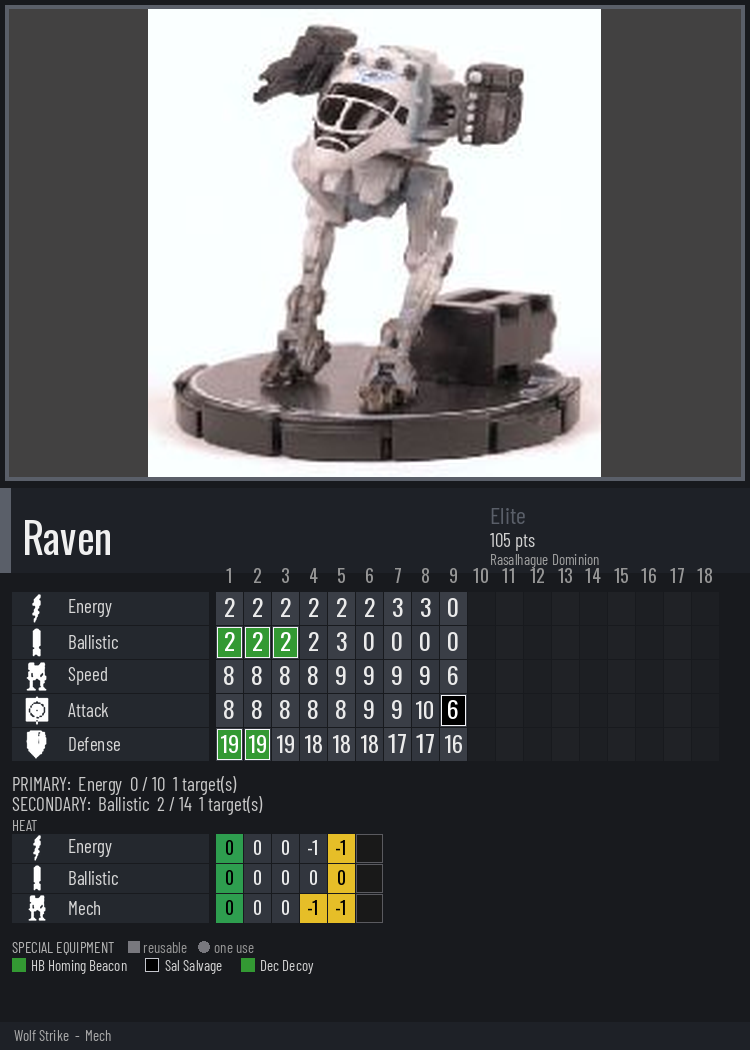 Raven
Elite
105 pts
Rasalhague Dominion
1 2 3 4 5 6 7 8 9 10 11 12 13 14 15 16 17 18
Energy 2 2 2 2 2 2 3 3 0
Ballistic 2 2 2 2 3 0 0 0 0
Speed 8 8 8 8 9 9 9 9 6
Attack 8 8 8 8 8 9 9 10 6
Defense 19 19 19 18 18 18 17 17 16
PRIMARY: Energy 0 / 10 1 target(s)
SECONDARY: Ballistic 2 / 14 1 target(s)
HEAT
Energy 0 0 0 -1 -1
Ballistic 0 0 0 0 0
Mech 0 0 0 -1 -1
SPECIAL EQUIPMENT reusable one use
HB Homing Beacon Sal Salvage Dec Decoy
Wolf Strike - Mech